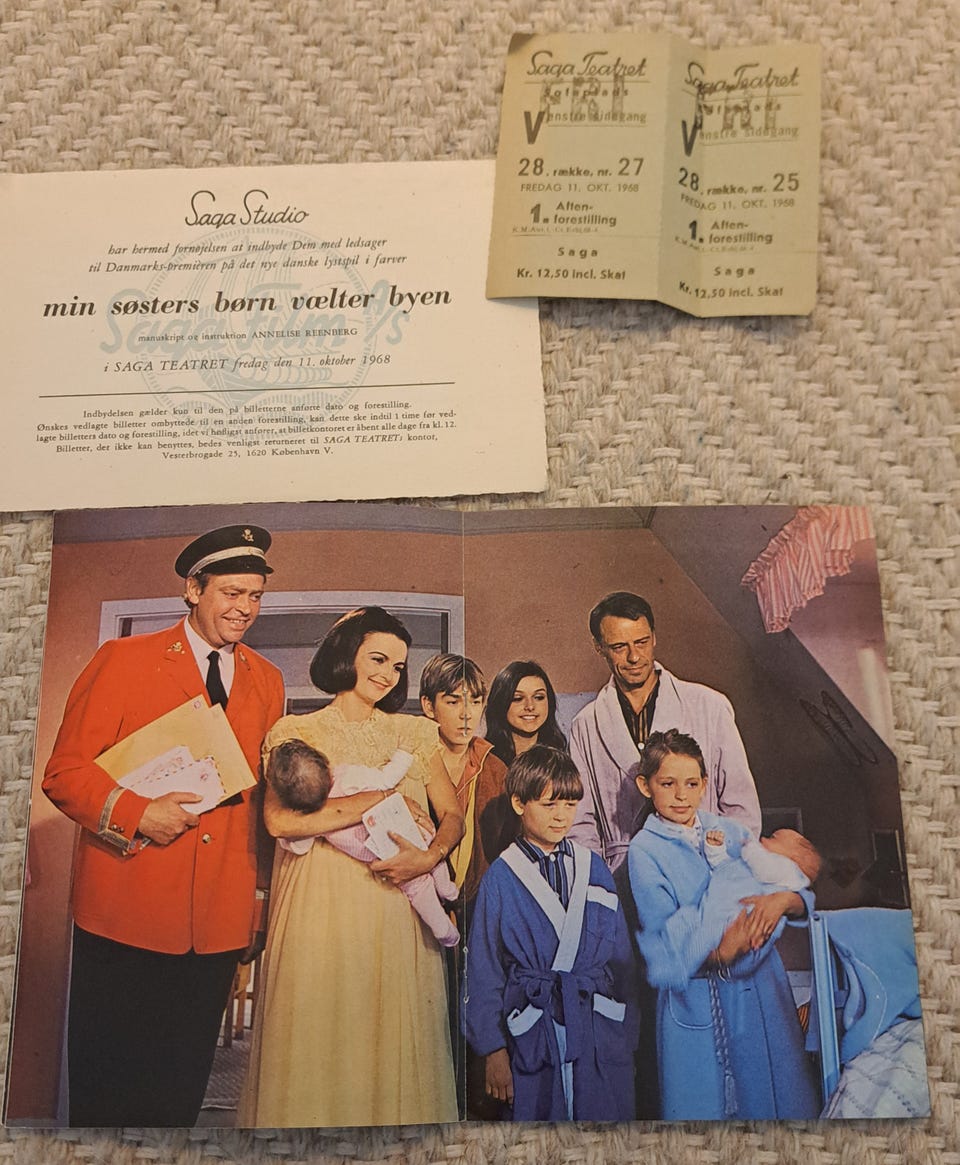 Saga Studio
har hermed fornøjelsen at indbyde Dem med ledsager
til Danmarks-premièren på det nye danske lystspil i farver
min søsters børn vælter byen
manuskript og instruktion ANNELISE REENBERG
i SAGA TEATRET fredag den 11. oktober 1968
Indbydelsen gælder kun til den på billetterne anførte dato og forestilling.
Ønskes vedlagte billetter ombyttede til en anden forestilling, kan dette ske indtil 1 time før ved-
lagte billetters dato og forestilling, idet vi høfligst anfører, at billetkontoret er åbent alle dage fra kl. 12.
Billetter, der ikke kan benyttes, bedes venligst returneret til SAGA TEATRETs kontor,
Vesterbrogade 25, 1620 København V.
Saga Teatret
Sofaplads
FRI
Venstre sidegang
28. række, nr. 27
FREDAG 11. OKT. 1968
1. Aften-
forestilling
Saga
Kr. 12,50 incl. Skat
Saga Teatret
Sofaplads
FRI
Venstre sidegang
28. række, nr. 25
FREDAG 11. OKT. 1968
1. Aften-
forestilling
Saga
Kr. 12,50 incl. Skat